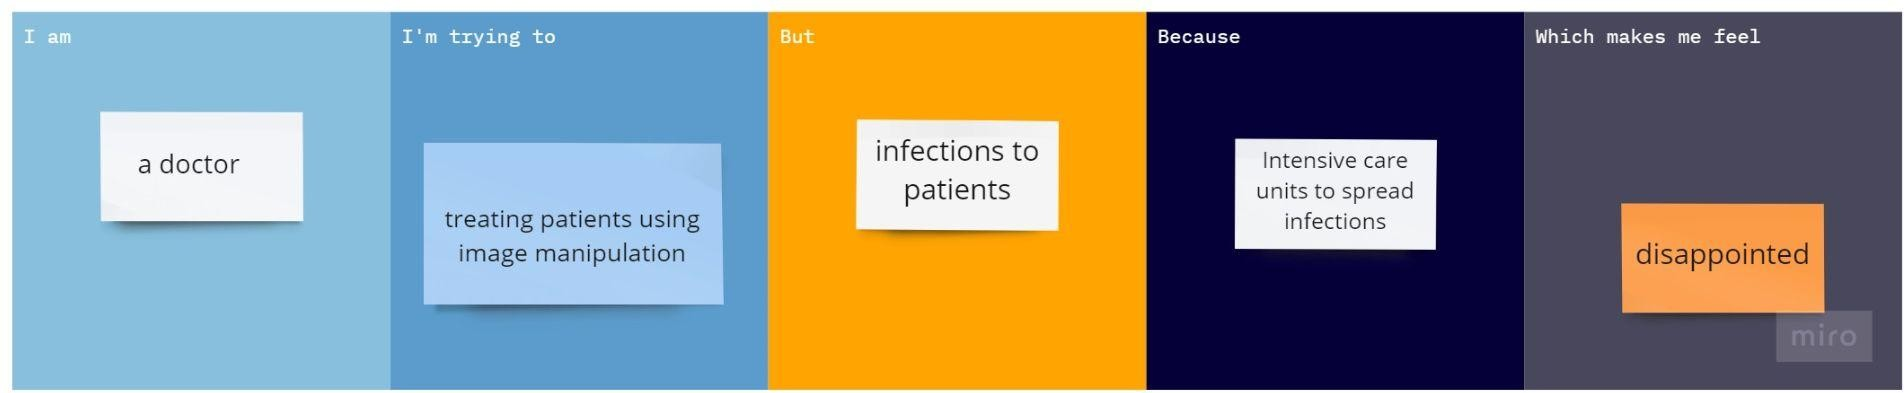 I am
a doctor
I'm trying to
treating patients using
image manipulation
But
infections to
patients
Because
Intensive care
units to spread
infections
Which makes me feel
disappointed
miro